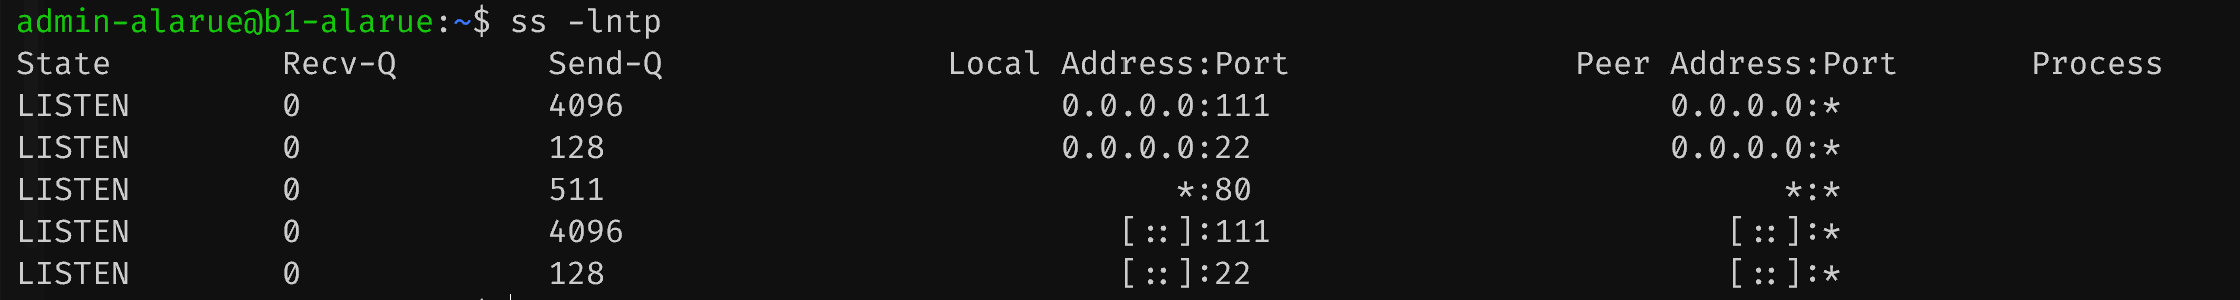 admin-alarue@b1-alarue:~$ ss -lntp
State Recv-Q Send-Q Local Address:Port Peer Address:Port Process
LISTEN 0 4096 0.0.0.0:111 0.0.0.0:*
LISTEN 0 128 0.0.0.0:22 0.0.0.0:*
LISTEN 0 511 *:80 *:*
LISTEN 0 4096 [::]:111 [::]:*
LISTEN 0 128 [::]:22 [::]:*